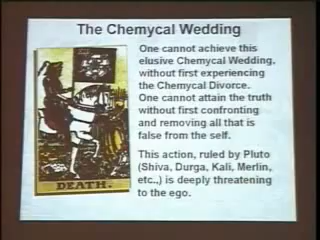 The Chemycal Wedding
One cannot achieve this
elusive Chemycal Wedding,
without first experiencing
the Chemycal Divorce.
One cannot attain the truth
without first confronting
and removing all that is
false from the self.
This action, ruled by Pluto
(Shiva, Durga, Kali, Merlin,
etc.,) is deeply threatening
to the ego.
DEATH.